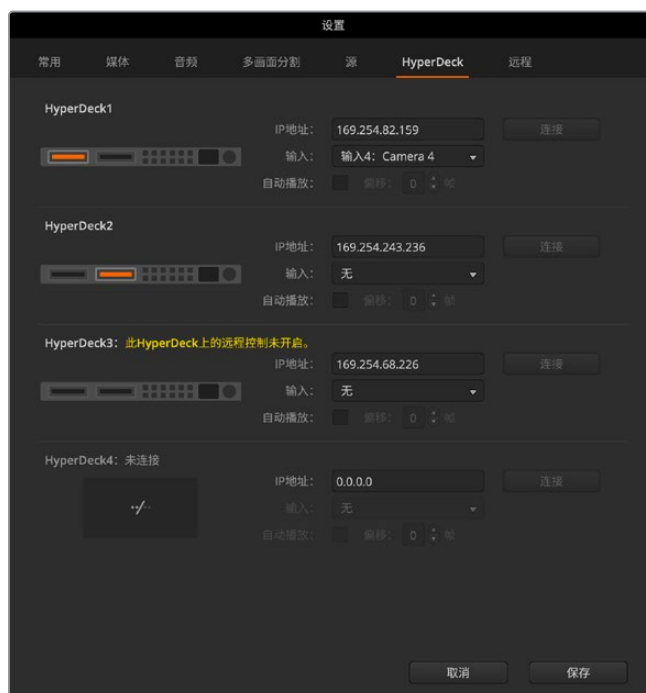 设置
常用 媒体 音频 多画面分割 源 HyperDeck 远程
HyperDeck1
IP地址: 169.254.82.159 连接
输入: 输入4: Camera 4
自动播放: 偏移: 0 帧
HyperDeck2
IP地址: 169.254.243.236 连接
输入: 无
自动播放: 偏移: 0 帧
HyperDeck3: 此HyperDeck上的远程控制未开启。
IP地址: 169.254.68.226 连接
输入: 无
自动播放: 偏移: 0 帧
HyperDeck4: 未连接
IP地址: 0.0.0.0 连接
输入: 无
自动播放: 偏移: 0 帧
取消 保存